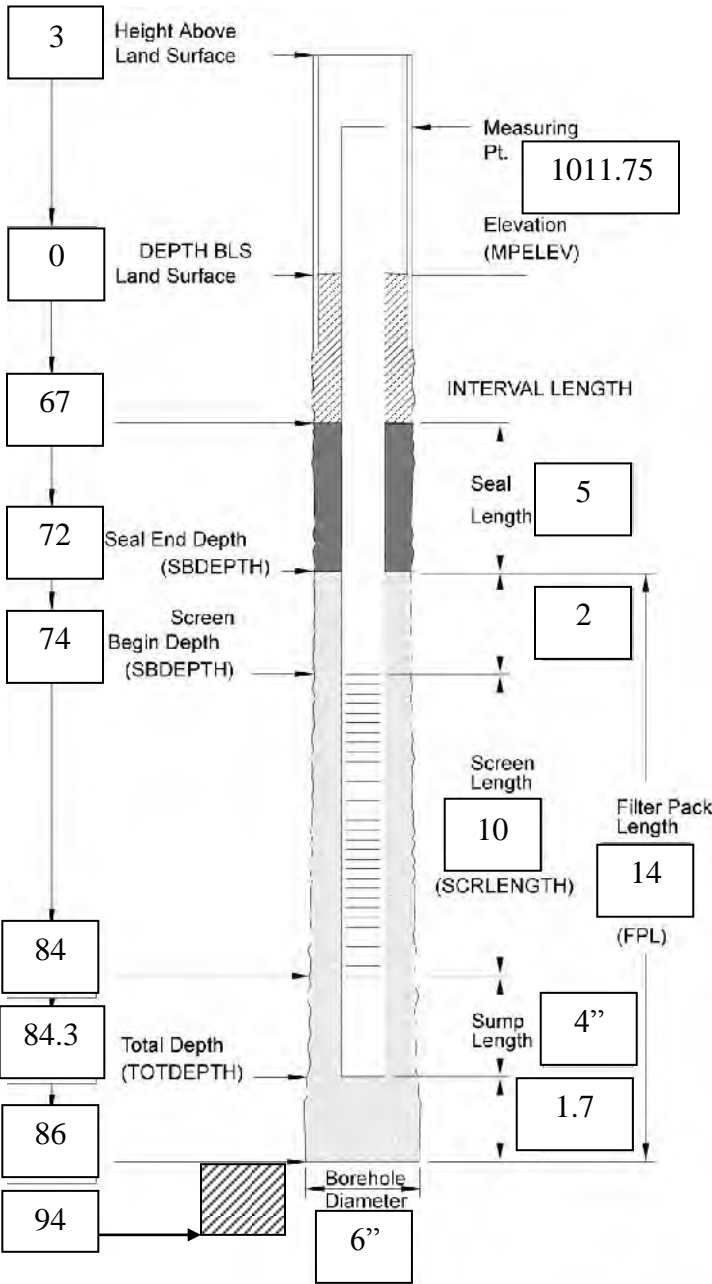 3
Height Above
Land Surface
Measuring
Pt.
1011.75
Elevation
(MPELEV)
0
DEPTH BLS
Land Surface
67
INTERVAL LENGTH
Seal
Length
5
72
Seal End Depth
(SBDEPTH)
2
74
Screen
Begin Depth
(SBDEPTH)
Screen
Length
10
(SCRLENGTH)
Filter Pack
Length
14
(FPL)
84
84.3
Total Depth
(TOTDEPTH)
Sump
Length
4”
1.7
86
94
Borehole
Diameter
6”